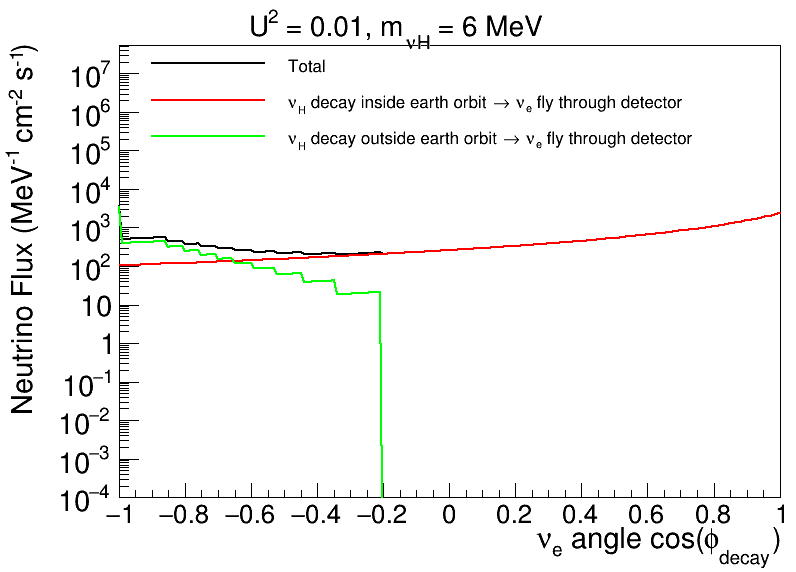 U² = 0.01, m_νH = 6 MeV
Neutrino Flux (MeV⁻¹ cm⁻² s⁻¹)
Total
ν_H decay inside earth orbit → ν_e fly through detector
ν_H decay outside earth orbit → ν_e fly through detector
10⁷
10⁶
10⁵
10⁴
10³
10²
10
1
10⁻¹
10⁻²
10⁻³
10⁻⁴
−1 −0.8 −0.6 −0.4 −0.2 0 0.2 0.4 0.6 0.8 1
ν_e angle cos(ϕ_decay)